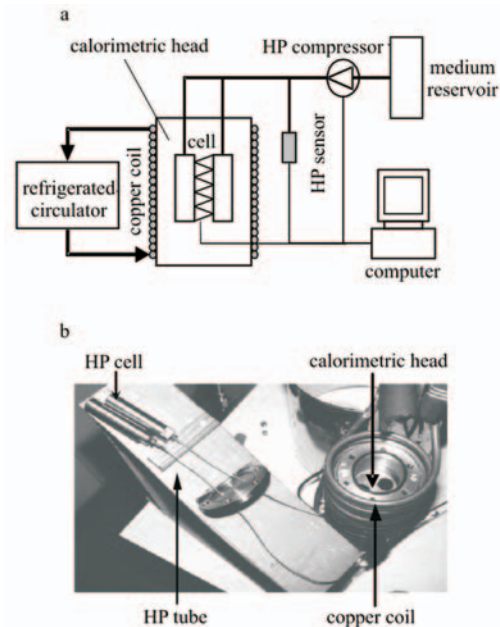 a
calorimetric head
HP compressor
medium
reservoir
cell
HP sensor
copper coil
refrigerated
circulator
computer
b
HP cell
calorimetric head
HP tube
copper coil